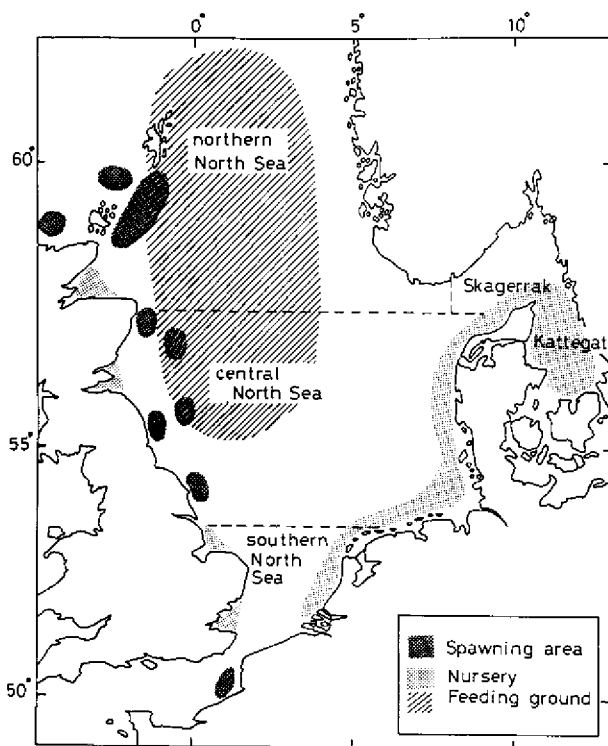 0°
5°
10°
60°
55°
50°
northern
North Sea
Skagerrak
Kattegat
central
North Sea
southern
North
Sea
Spawning area
Nursery
Feeding ground